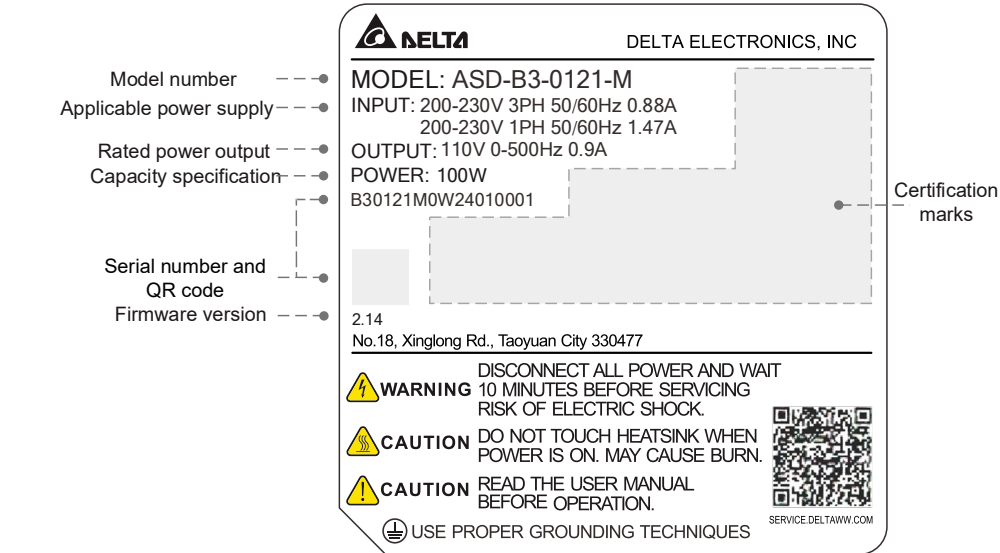 DELTA
DELTA ELECTRONICS, INC
Model number
MODEL: ASD-B3-0121-M
Applicable power supply
INPUT: 200-230V 3PH 50/60Hz 0.88A
200-230V 1PH 50/60Hz 1.47A
Rated power output
OUTPUT: 110V 0-500Hz 0.9A
Capacity specification
POWER: 100W
B30121M0W24010001
Certification
marks
Serial number and
QR code
Firmware version
2.14
No.18, Xinglong Rd., Taoyuan City 330477
WARNING
DISCONNECT ALL POWER AND WAIT
10 MINUTES BEFORE SERVICING
RISK OF ELECTRIC SHOCK.
CAUTION
DO NOT TOUCH HEATSINK WHEN
POWER IS ON. MAY CAUSE BURN.
CAUTION
READ THE USER MANUAL
BEFORE OPERATION.
SERVICE.DELTAWW.COM
USE PROPER GROUNDING TECHNIQUES